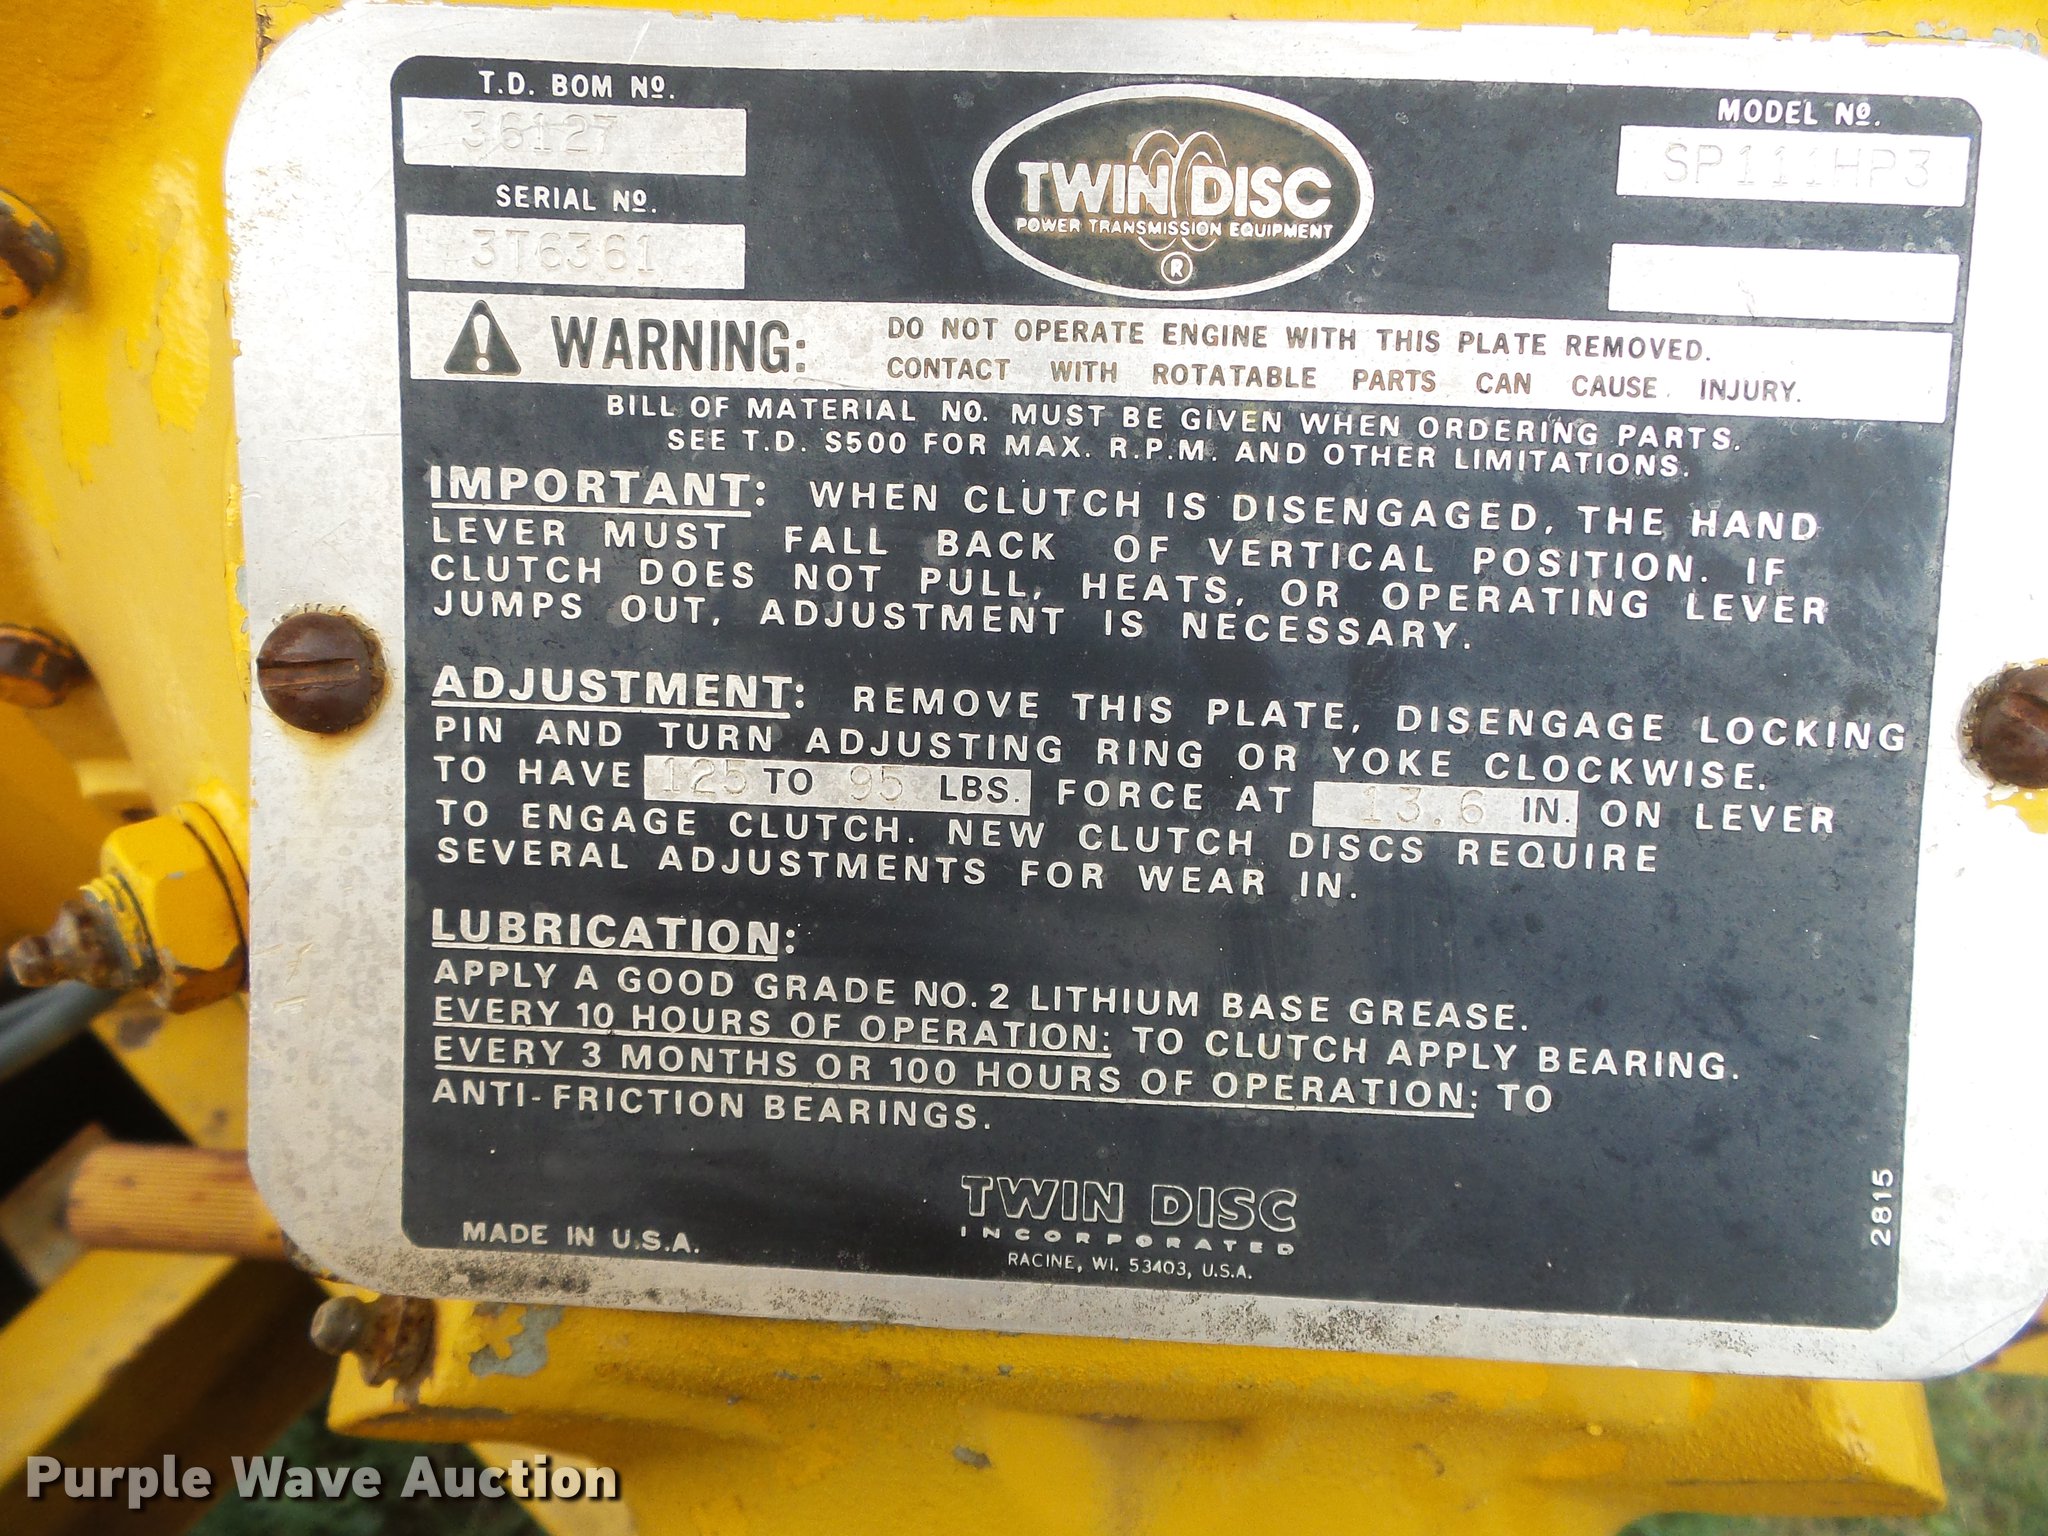 T.D. BOM Nº.
36127
SERIAL Nº.
3T6361
TWIN DISC
POWER TRANSMISSION EQUIPMENT
®
MODEL Nº.
SP111HP3
WARNING: DO NOT OPERATE ENGINE WITH THIS PLATE REMOVED.
CONTACT WITH ROTATABLE PARTS CAN CAUSE INJURY.
BILL OF MATERIAL NO. MUST BE GIVEN WHEN ORDERING PARTS.
SEE T.D. S500 FOR MAX. R.P.M. AND OTHER LIMITATIONS.
IMPORTANT: WHEN CLUTCH IS DISENGAGED, THE HAND
LEVER MUST FALL BACK OF VERTICAL POSITION. IF
CLUTCH DOES NOT PULL, HEATS, OR OPERATING LEVER
JUMPS OUT, ADJUSTMENT IS NECESSARY.
ADJUSTMENT: REMOVE THIS PLATE, DISENGAGE LOCKING
PIN AND TURN ADJUSTING RING OR YOKE CLOCKWISE.
TO HAVE 125 TO 95 LBS. FORCE AT 13.6 IN. ON LEVER
TO ENGAGE CLUTCH. NEW CLUTCH DISCS REQUIRE
SEVERAL ADJUSTMENTS FOR WEAR IN.
LUBRICATION:
APPLY A GOOD GRADE NO. 2 LITHIUM BASE GREASE.
EVERY 10 HOURS OF OPERATION: TO CLUTCH APPLY BEARING.
EVERY 3 MONTHS OR 100 HOURS OF OPERATION: TO
ANTI-FRICTION BEARINGS.
MADE IN U.S.A.
TWIN DISC
INCORPORATED
RACINE, WI. 53403, U.S.A.
2815
Purple Wave Auction